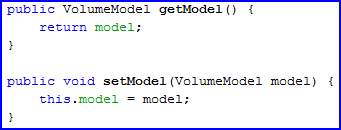 public VolumeModel getModel() {
    return model;
}

public void setModel(VolumeModel model) {
    this.model = model;
}